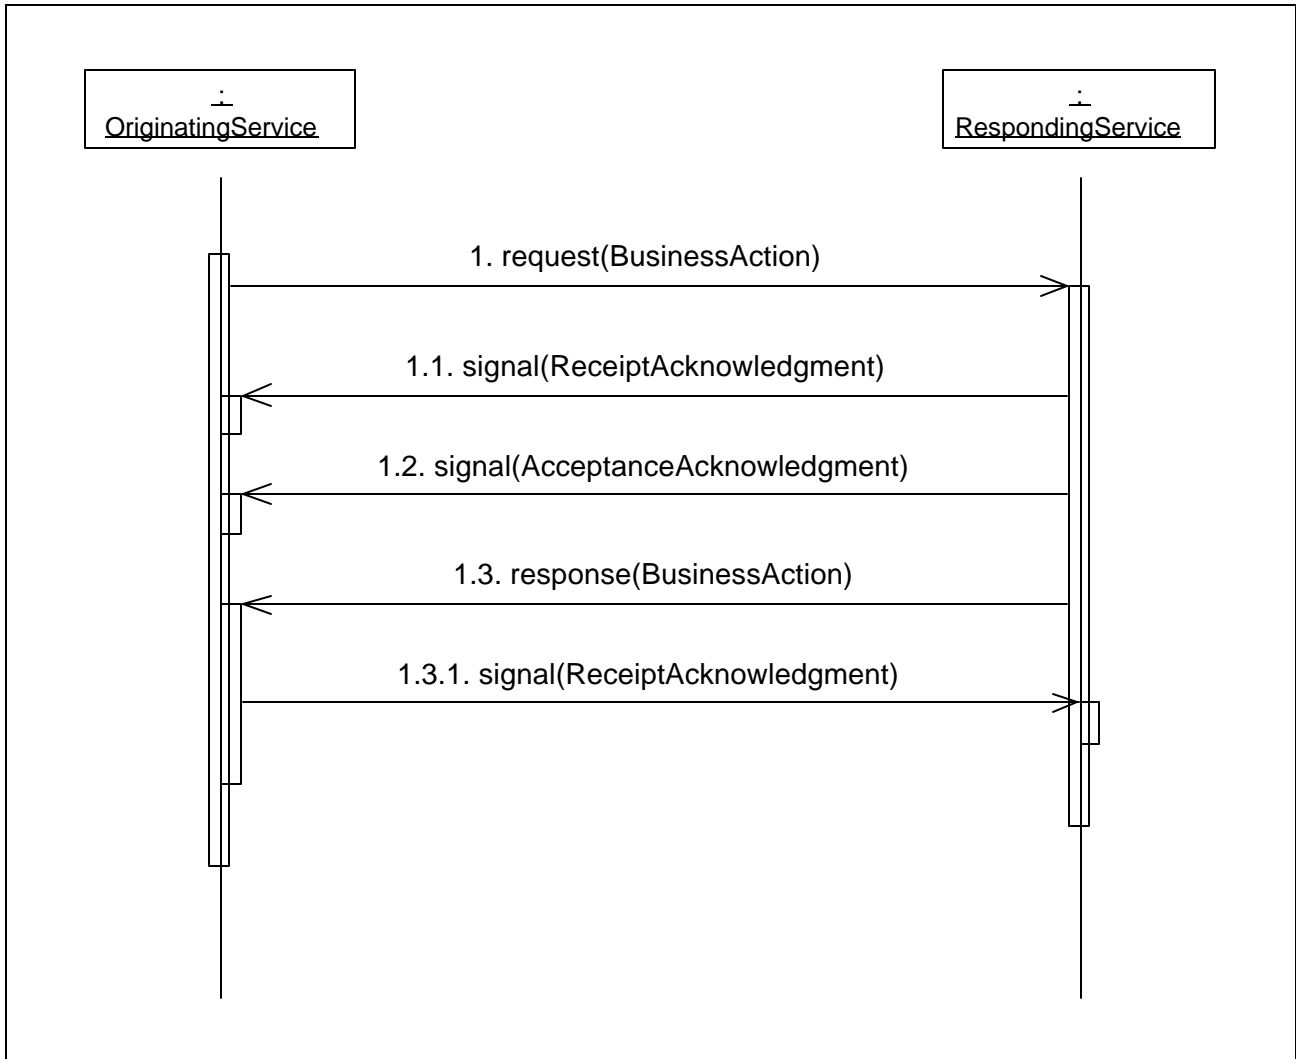 :
OriginatingService
:
RespondingService
1. request(BusinessAction)
1.1. signal(ReceiptAcknowledgment)
1.2. signal(AcceptanceAcknowledgment)
1.3. response(BusinessAction)
1.3.1. signal(ReceiptAcknowledgment)